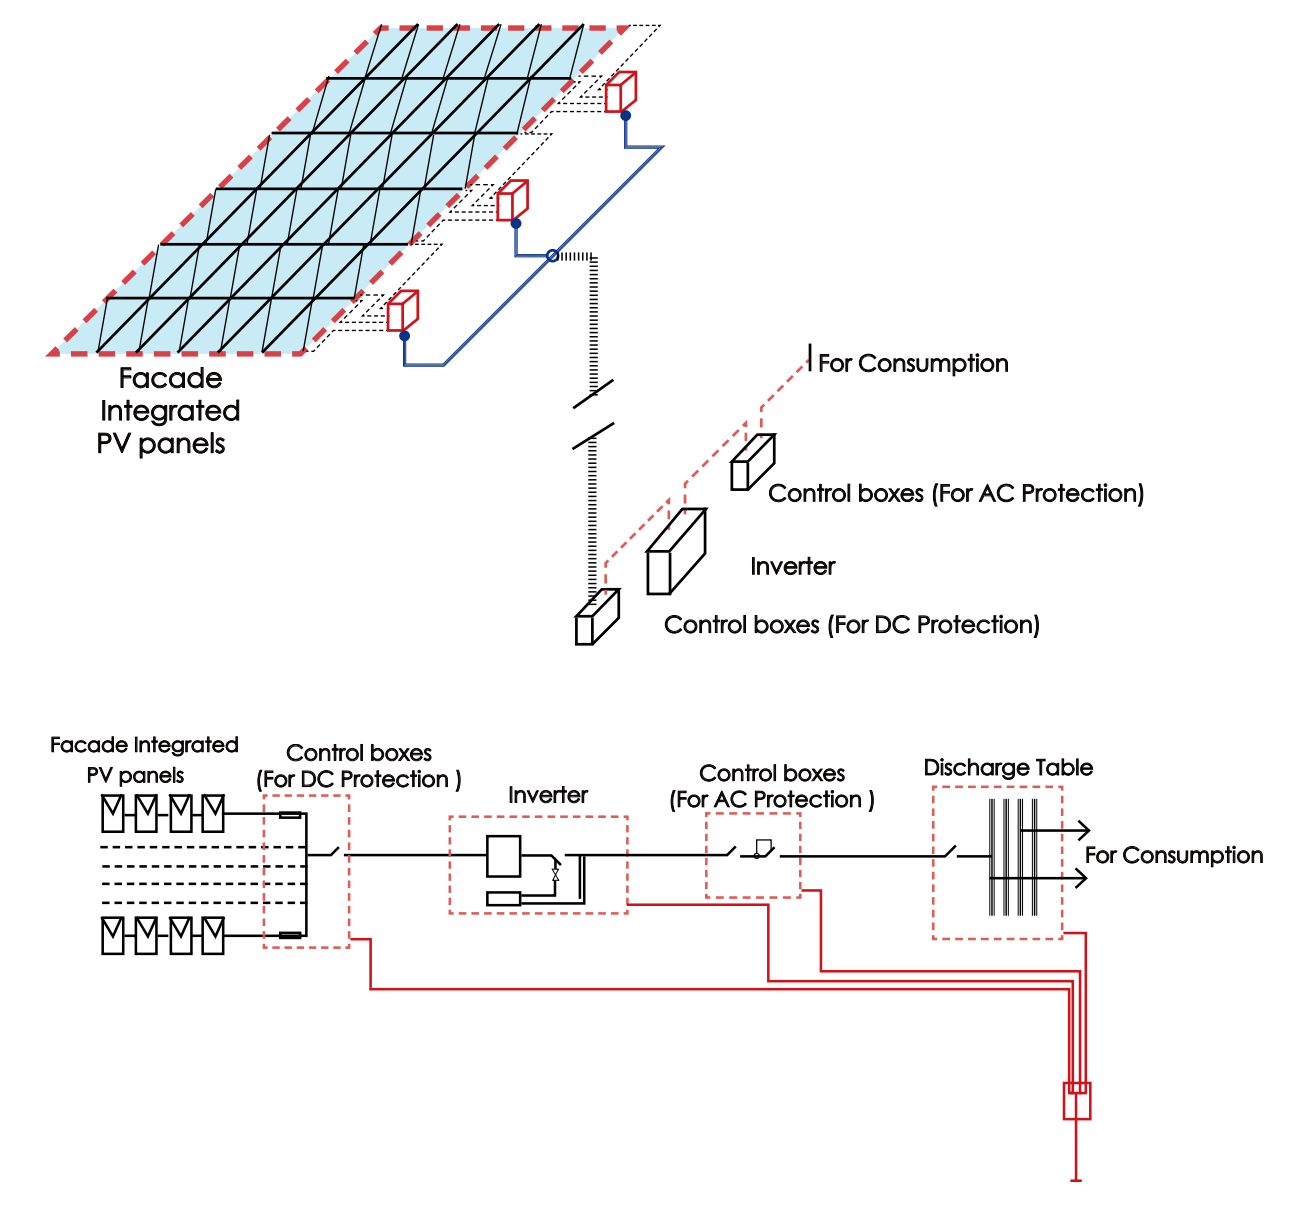 Facade
Integrated
PV panels
For Consumption
Control boxes (For AC Protection)
Inverter
Control boxes (For DC Protection)
Facade Integrated
PV panels
Control boxes
(For DC Protection )
Inverter
Control boxes
(For AC Protection )
Discharge Table
For Consumption